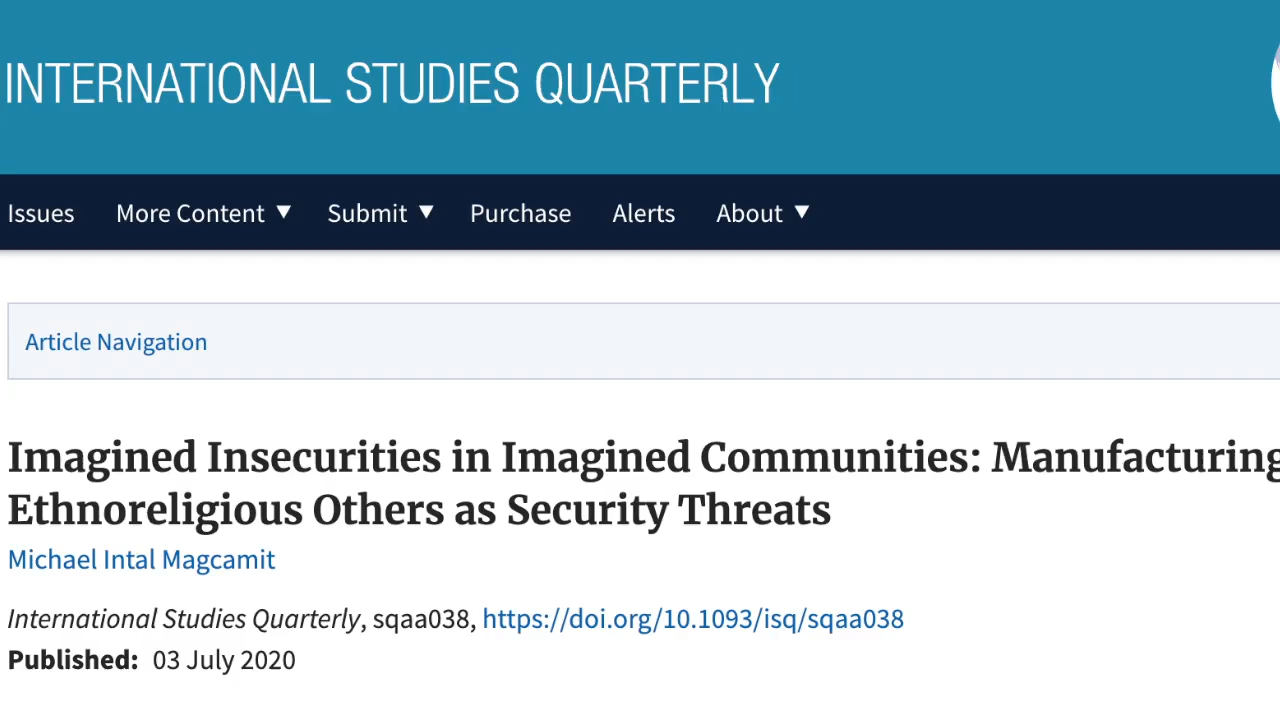 INTERNATIONAL STUDIES QUARTERLY
Issues More Content ▼ Submit ▼ Purchase Alerts About ▼
Article Navigation
Imagined Insecurities in Imagined Communities: Manufacturing
Ethnoreligious Others as Security Threats
Michael Intal Magcamit
International Studies Quarterly, sqaa038, https://doi.org/10.1093/isq/sqaa038
Published: 03 July 2020